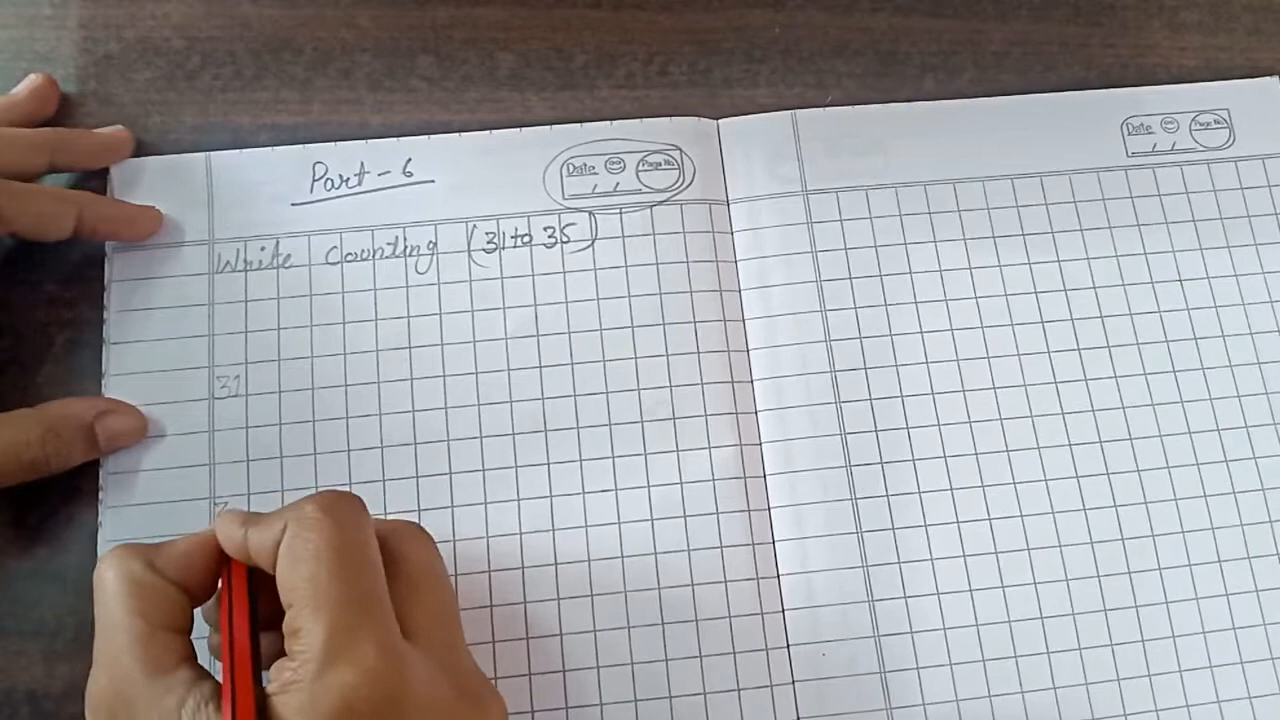 Part - 6
Date Page No.
/ /
Write Counting (31 to 35)
31
Date Page No.
/ /